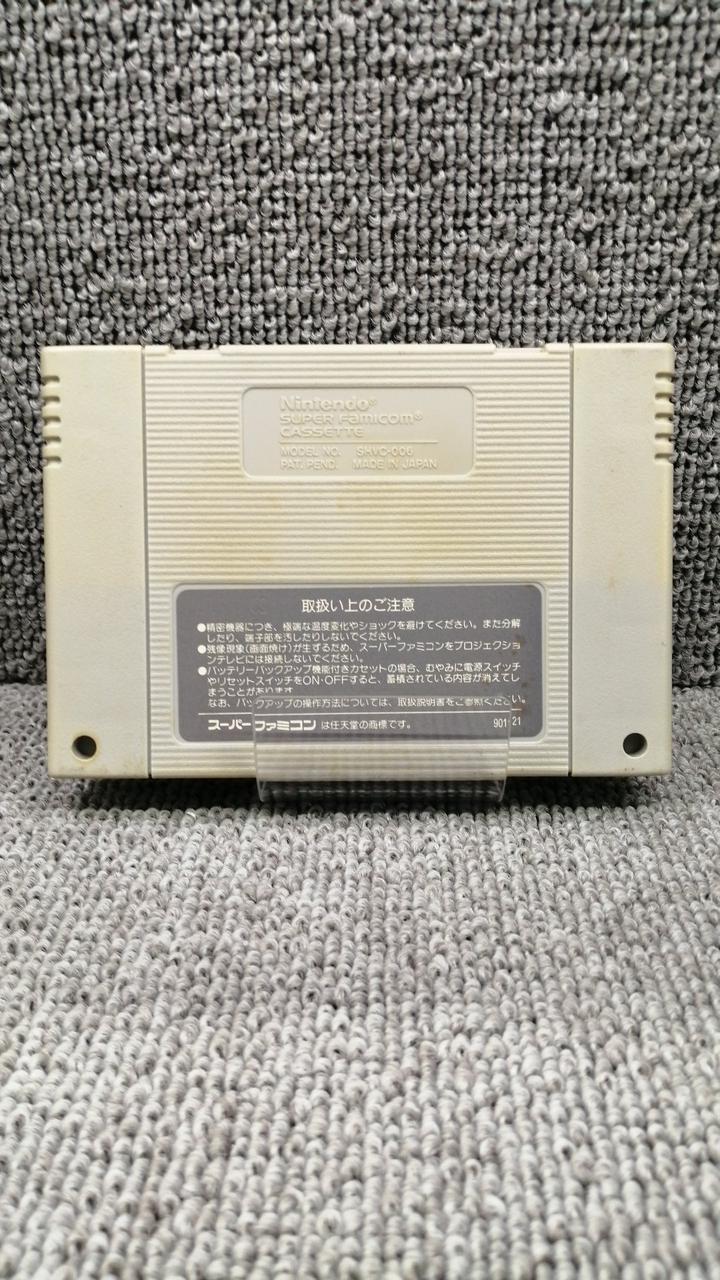 Nintendo®
SUPER Famicom®
CASSETTE
MODEL NO. SHVC-006
PAT. PEND. MADE IN JAPAN
取扱い上のご注意
●精密機器につき、極端な温度変化やショックを避けてください。また分解
したり、端子部を汚したりしないでください。
●残像現象(画面焼け)が生ずるため、スーパーファミコンをプロジェクショ
ンテレビには接続しないでください。
●バッテリーバックアップ機能付きカセットの場合、むやみに電源スイッチ
やリセットスイッチをON・OFFすると、蓄積されている内容が消えてし
まうことがあります。
なお、バックアップの操作方法については、取扱説明書をご参照ください。
スーパーファミコン は任天堂の商標です。 901 21